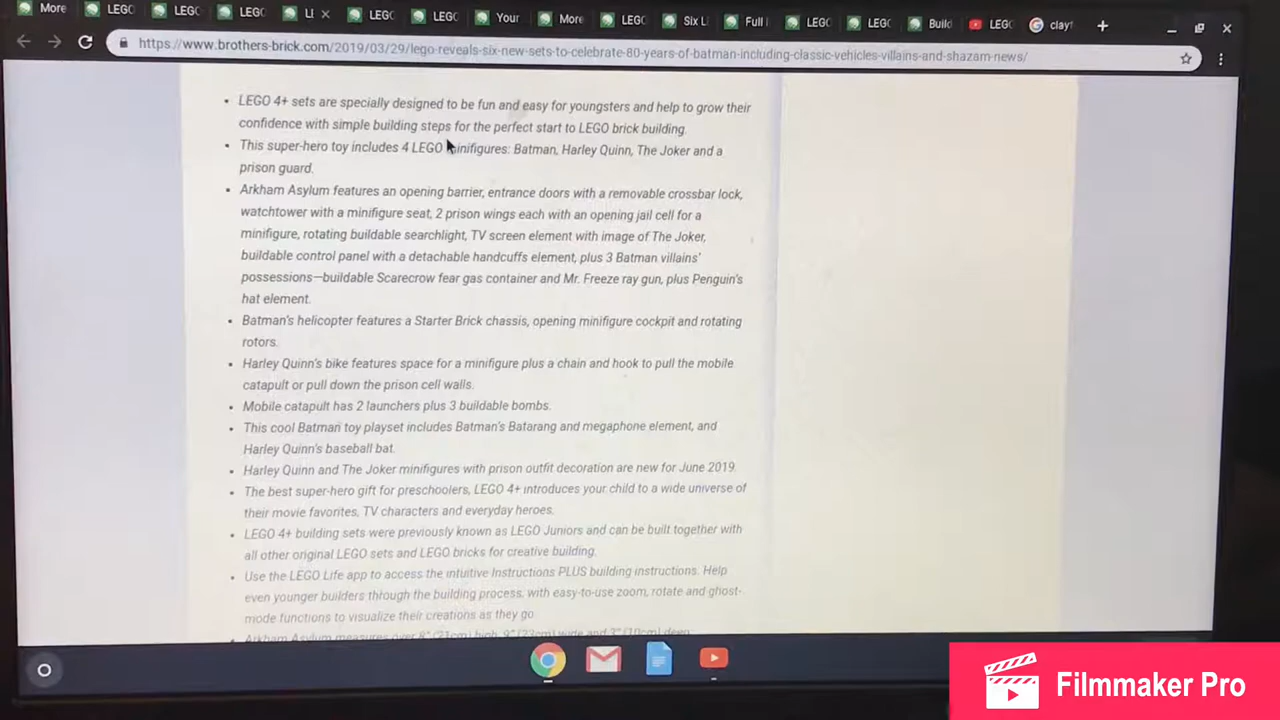 More
LEGO
LEGO
LEGO
LE
LEGO
LEGO
Your
More
LEGO
Six L
Full
LEGO
LEGO
Build
LEGO
clayf
https://www.brothers-brick.com/2019/03/29/lego-reveals-six-new-sets-to-celebrate-80-years-of-batman-including-classic-vehicles-villains-and-shazam-news/
• LEGO 4+ sets are specially designed to be fun and easy for youngsters and help to grow their
confidence with simple building steps for the perfect start to LEGO brick building.
• This super-hero toy includes 4 LEGO minifigures: Batman, Harley Quinn, The Joker and a
prison guard.
• Arkham Asylum features an opening barrier, entrance doors with a removable crossbar lock,
watchtower with a minifigure seat, 2 prison wings each with an opening jail cell for a
minifigure, rotating buildable searchlight, TV screen element with image of The Joker,
buildable control panel with a detachable handcuffs element, plus 3 Batman villains'
possessions—buildable Scarecrow fear gas container and Mr. Freeze ray gun, plus Penguin's
hat element.
• Batman's helicopter features a Starter Brick chassis, opening minifigure cockpit and rotating
rotors.
• Harley Quinn's bike features space for a minifigure plus a chain and hook to pull the mobile
catapult or pull down the prison cell walls.
• Mobile catapult has 2 launchers plus 3 buildable bombs.
• This cool Batman toy playset includes Batman's Batarang and megaphone element, and
Harley Quinn's baseball bat.
• Harley Quinn and The Joker minifigures with prison outfit decoration are new for June 2019.
• The best super-hero gift for preschoolers, LEGO 4+ introduces your child to a wide universe of
their movie favorites, TV characters and everyday heroes.
• LEGO 4+ building sets were previously known as LEGO Juniors and can be built together with
all other original LEGO sets and LEGO bricks for creative building.
• Use the LEGO Life app to access the intuitive Instructions PLUS building instructions. Help
even younger builders through the building process, with easy-to-use zoom, rotate and ghost-
mode functions to visualize their creations as they go.
• Arkham Asylum measures over 8" (21cm) high, 9" (23cm) wide and 3" (10cm) deep.
Filmmaker Pro